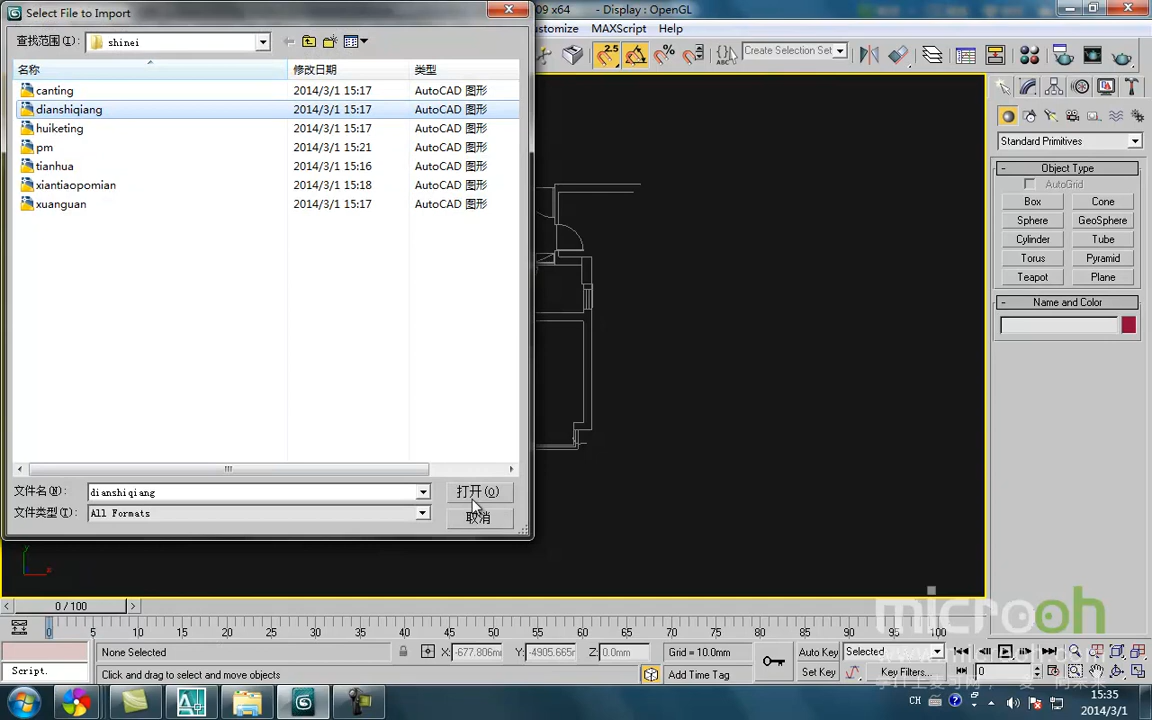 Select File to Import
09 x64 - Display : OpenGL
查找范围(I):
shinei
ustomize
MAXScript
Help
2.5
Create Selection Set
名称
修改日期
类型
canting 2014/3/1 15:17 AutoCAD 图形
dianshiqiang 2014/3/1 15:17 AutoCAD 图形
huiketing 2014/3/1 15:17 AutoCAD 图形
pm 2014/3/1 15:21 AutoCAD 图形
tianhua 2014/3/1 15:16 AutoCAD 图形
xiantiaopomian 2014/3/1 15:18 AutoCAD 图形
xuanguan 2014/3/1 15:17 AutoCAD 图形
文件名(N):
dianshiqiang
打开(O)
文件类型(T):
All Formats
取消
Standard Primitives
Object Type
AutoGrid
Box Cone
Sphere GeoSphere
Cylinder Tube
Torus Pyramid
Teapot Plane
Name and Color
y
x
microoh
0 / 100
0 5 10 15 20 25 30 35 40 45 50 55 60 65 70 75 80 85 90 95 100
None Selected
X: -677.806m
Y: -4905.665m
Z: 0.0mm
Grid = 10.0mm
Auto Key
Selected
Script.
Click and drag to select and move objects
Add Time Tag
Set Key
Key Filters...
0
CH
15:35
2014/3/1